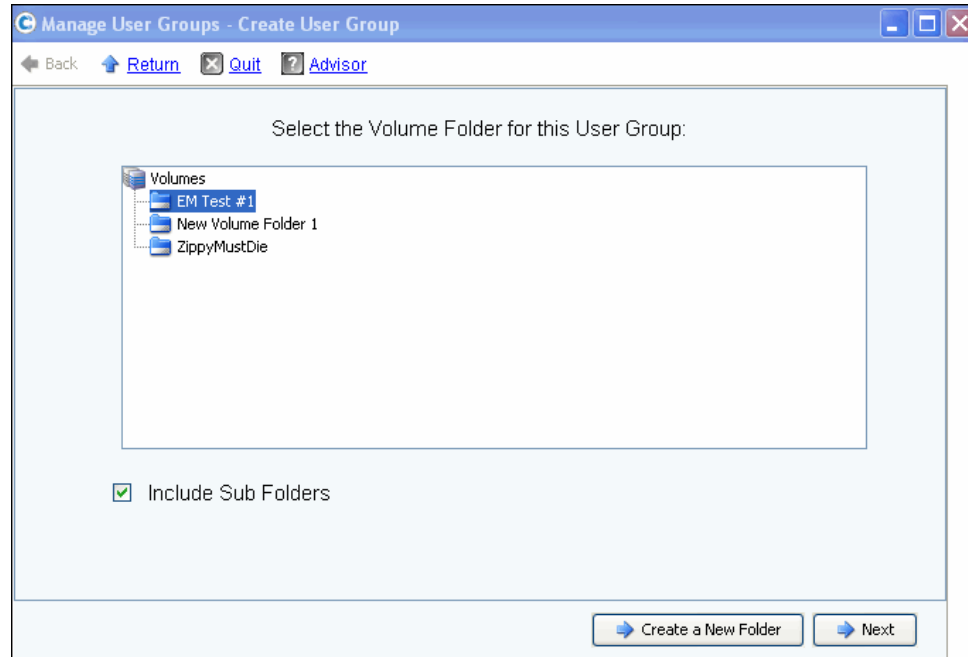 Manage User Groups - Create User Group
Back Return Quit Advisor
Select the Volume Folder for this User Group:
Volumes
EM Test #1
New Volume Folder 1
ZippyMustDie
Include Sub Folders
Create a New Folder Next